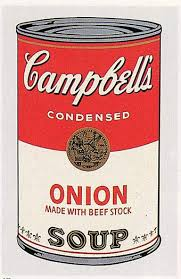 Campbell's
CONDENSED
ONION
MADE WITH BEEF STOCK
SOUP